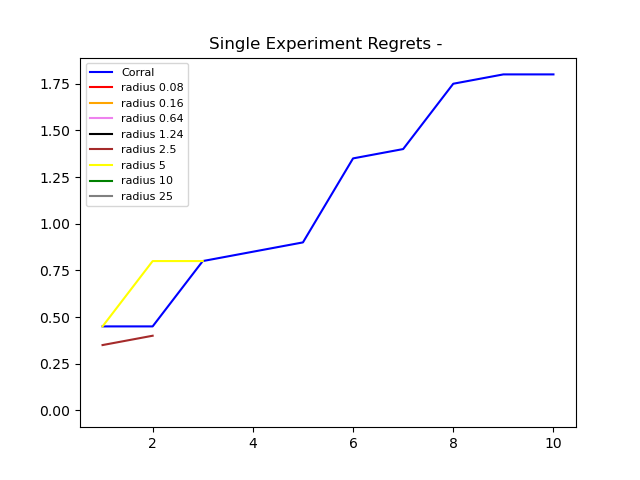 Single Experiment Regrets -
Corral
radius 0.08
radius 0.16
radius 0.64
radius 1.24
radius 2.5
radius 5
radius 10
radius 25
1.75
1.50
1.25
1.00
0.75
0.50
0.25
0.00
2 4 6 8 10